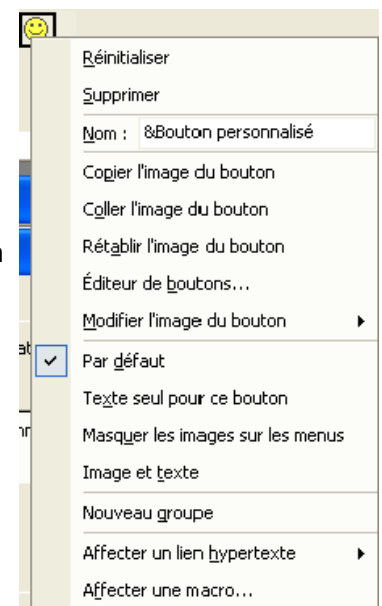 Réinitialiser
Supprimer
Nom : &Bouton personnalisé
Copier l'image du bouton
Coller l'image du bouton
Rétablir l'image du bouton
Éditeur de boutons...
Modifier l'image du bouton
Par défaut
Texte seul pour ce bouton
Masquer les images sur les menus
Image et texte
Nouveau groupe
Affecter un lien hypertexte
Affecter une macro...